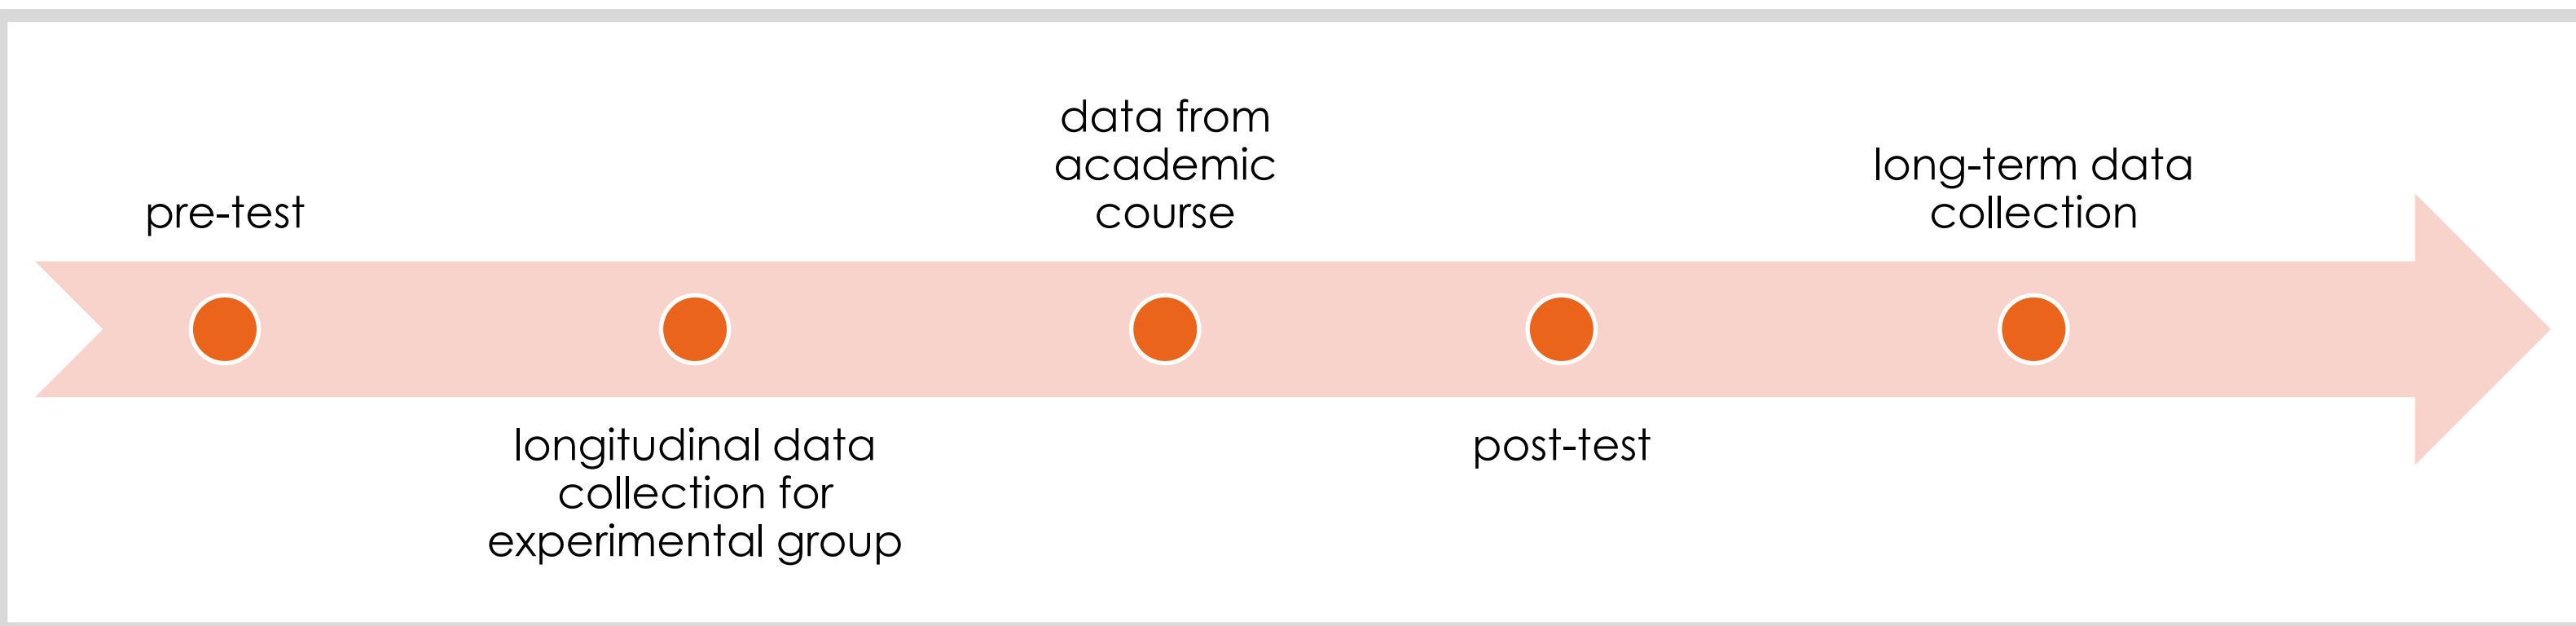 pre-test
longitudinal data
collection for
experimental group
data from
academic
course
post-test
long-term data
collection